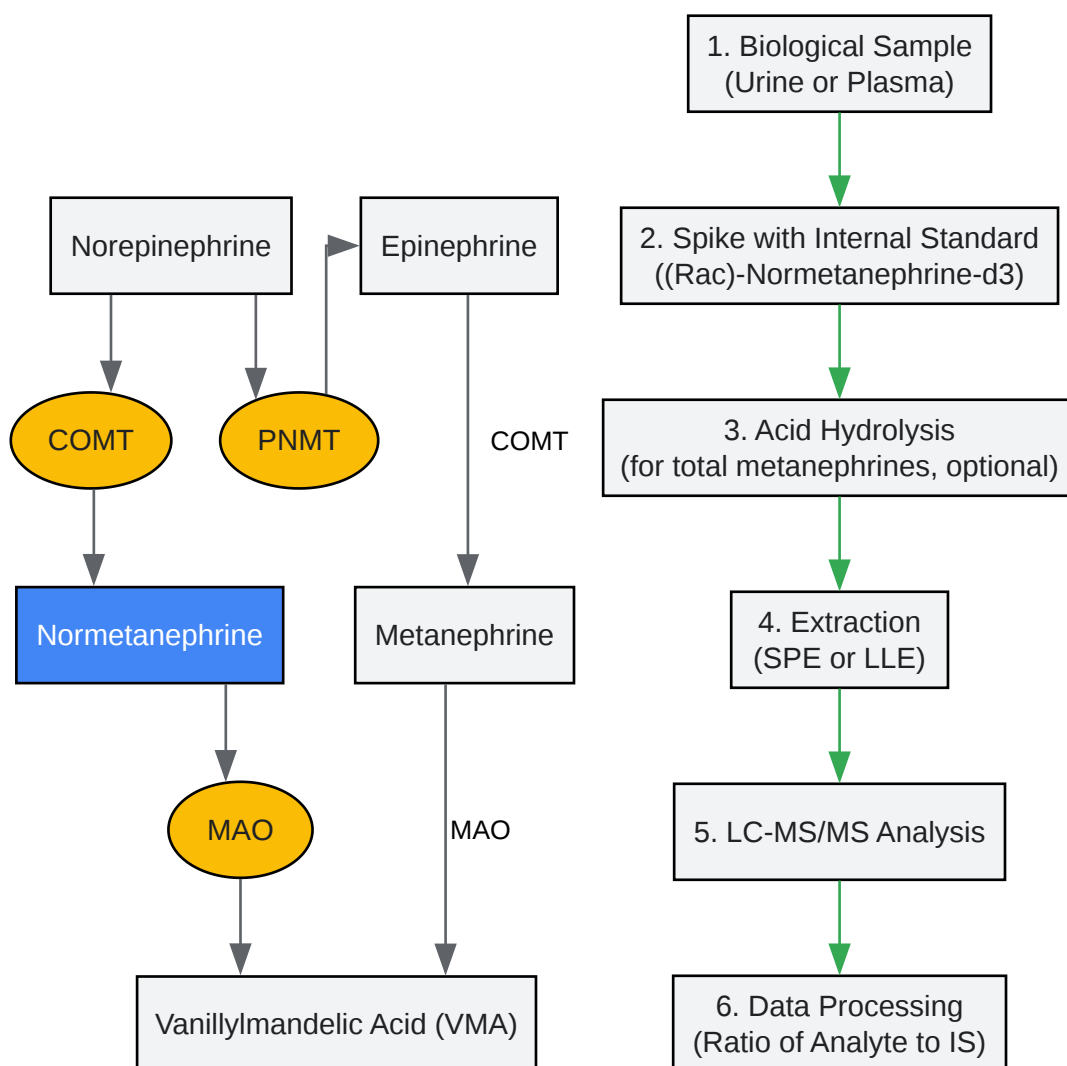 Norepinephrine
Epinephrine
COMT
PNMT
COMT
Normetanephrine
Metanephrine
MAO
MAO
Vanillylmandelic Acid (VMA)
1. Biological Sample
(Urine or Plasma)
2. Spike with Internal Standard
((Rac)-Normetanephrine-d3)
3. Acid Hydrolysis
(for total metanephrines, optional)
4. Extraction
(SPE or LLE)
5. LC-MS/MS Analysis
6. Data Processing
(Ratio of Analyte to IS)